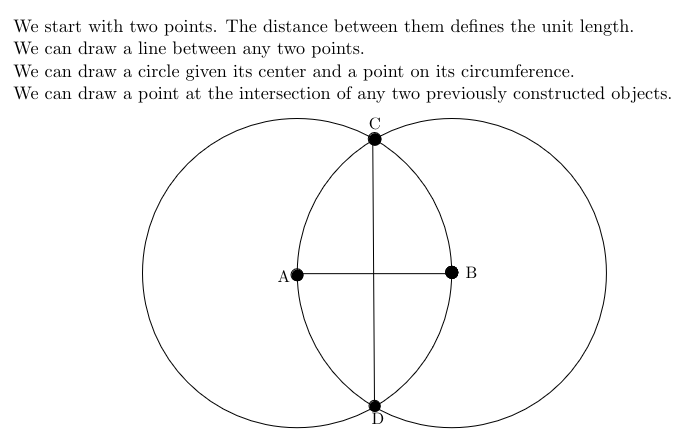 We start with two points. The distance between them defines the unit length.
We can draw a line between any two points.
We can draw a circle given its center and a point on its circumference.
We can draw a point at the intersection of any two previously constructed objects.
C
A
B
D